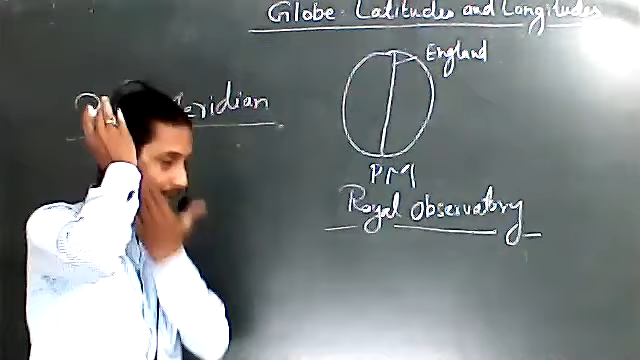 Globe: Latitudes and Longitudes
England
Meridian
PM
Royal Observatory